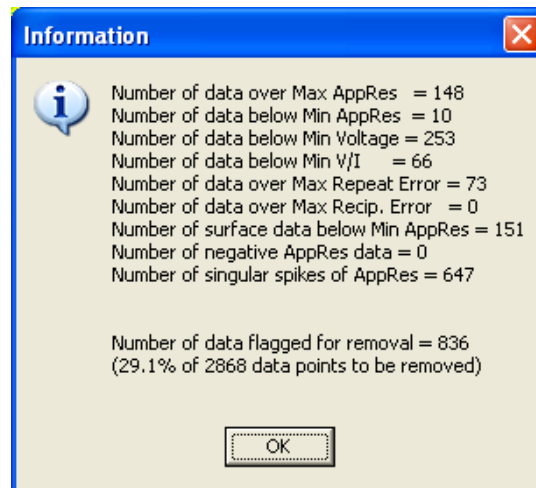 Information
Number of data over Max AppRes = 148
Number of data below Min AppRes = 10
Number of data below Min Voltage = 253
Number of data below Min V/I = 66
Number of data over Max Repeat Error = 73
Number of data over Max Recip. Error = 0
Number of surface data below Min AppRes = 151
Number of negative AppRes data = 0
Number of singular spikes of AppRes = 647
Number of data flagged for removal = 836
(29.1% of 2868 data points to be removed)
OK